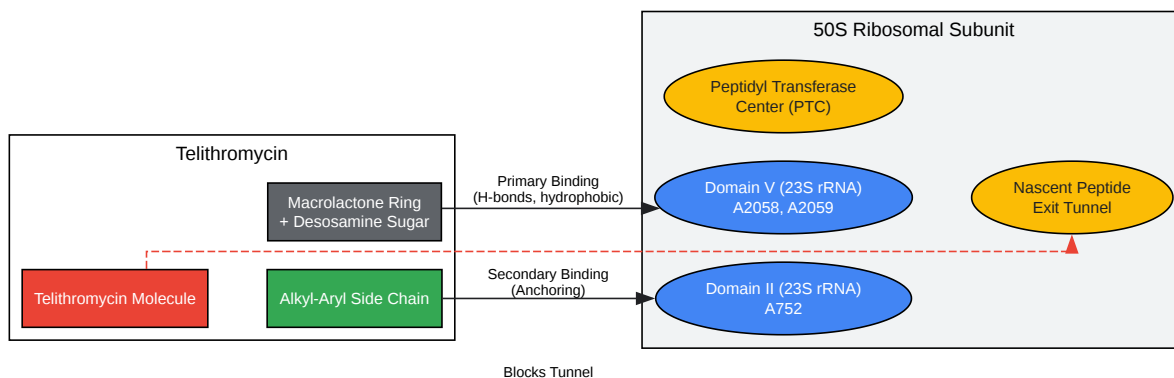 50S Ribosomal Subunit
Peptidyl Transferase
Center (PTC)
Telithromycin
Macrolactone Ring
+ Desosamine Sugar
Primary Binding
(H-bonds, hydrophobic)
Domain V (23S rRNA)
A2058, A2059
Nascent Peptide
Exit Tunnel
Telithromycin Molecule
Alkyl-Aryl Side Chain
Secondary Binding
(Anchoring)
Domain II (23S rRNA)
A752
Blocks Tunnel